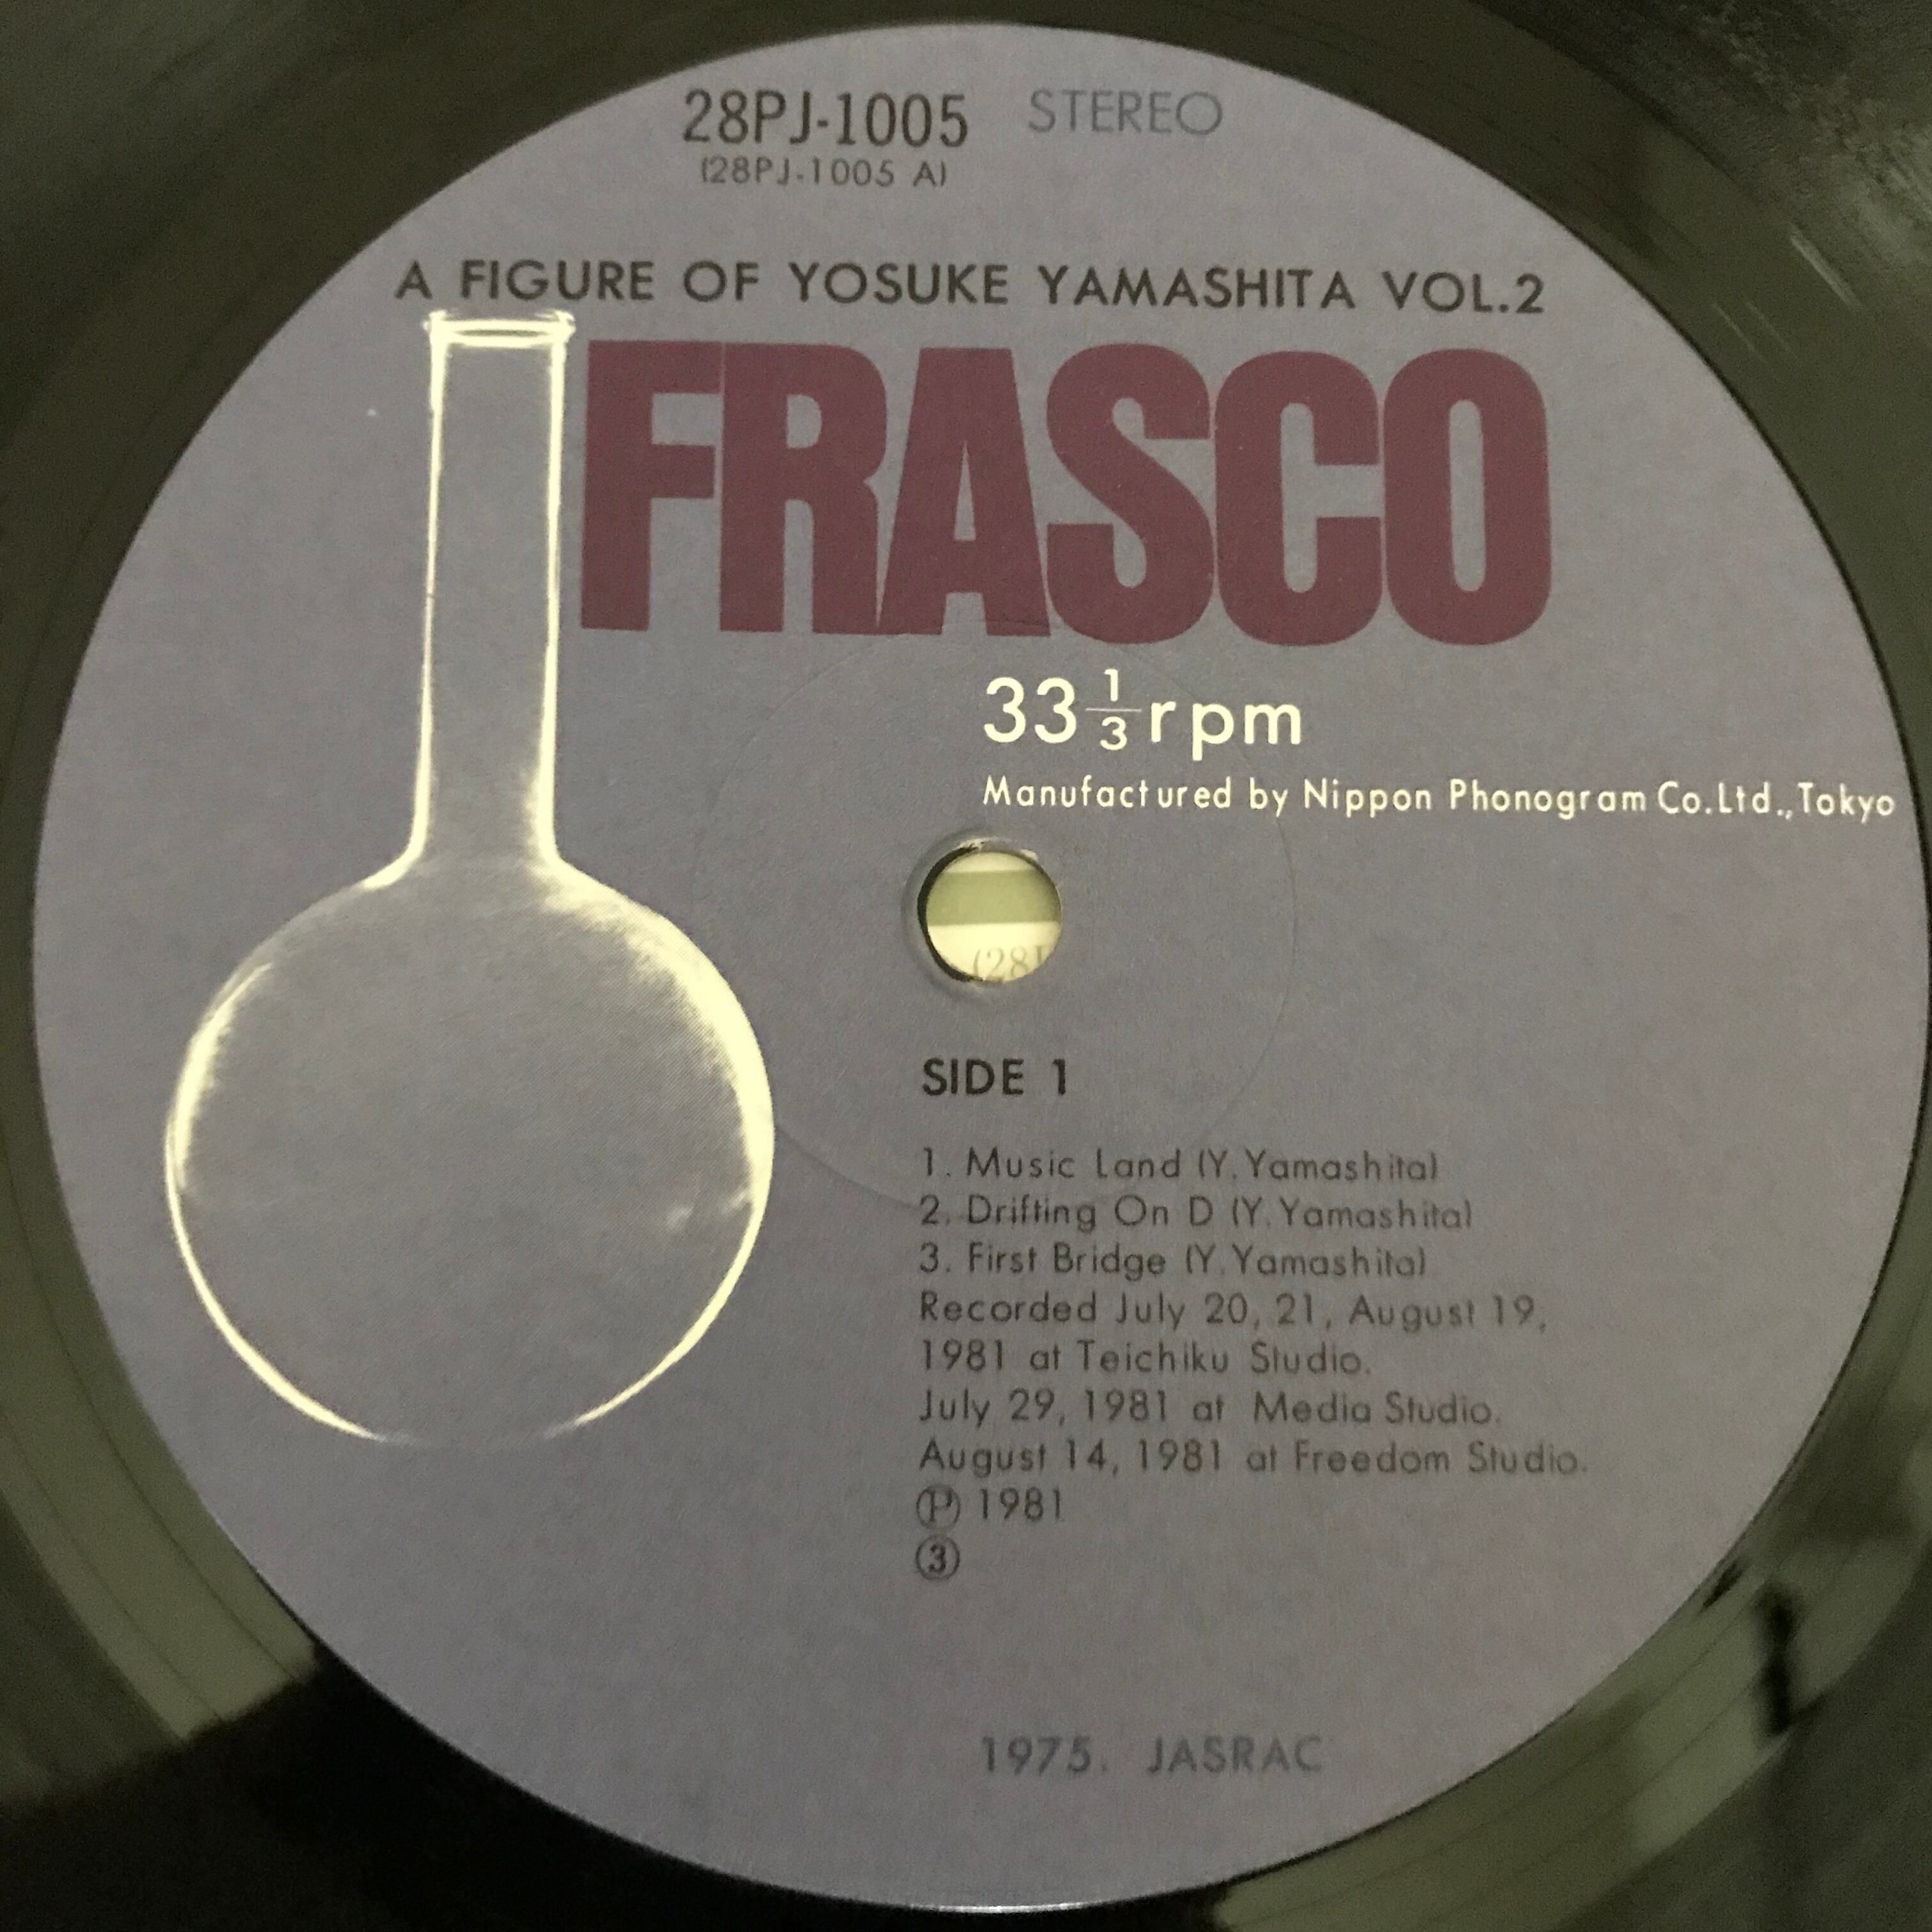 28PJ-1005 STEREO
(28PJ-1005 A)
A FIGURE OF YOSUKE YAMASHITA VOL.2
FRASCO
33 1/3 rpm
Manufactured by Nippon Phonogram Co.Ltd.,Tokyo
(28
SIDE 1
1. Music Land (Y.Yamashita)
2. Drifting On D (Y.Yamashita)
3. First Bridge (Y.Yamashita)
Recorded July 20, 21, August 19,
1981 at Teichiku Studio.
July 29, 1981 at Media Studio.
August 14, 1981 at Freedom Studio.
Ⓟ 1981
③
1975. JASRAC